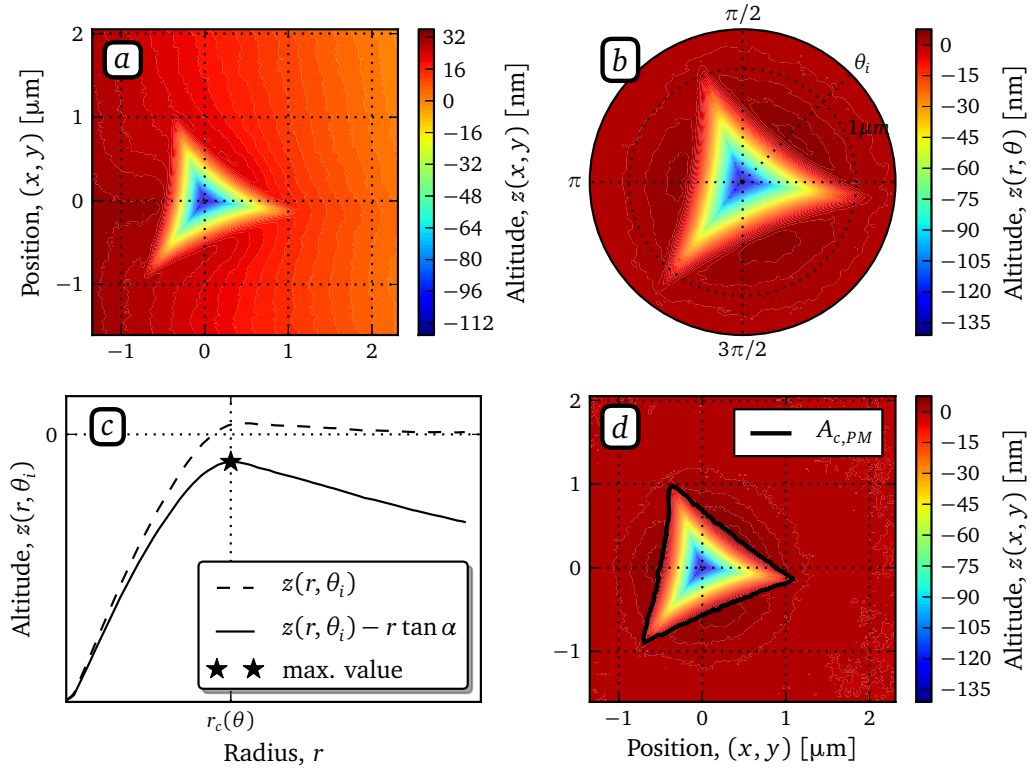 a
Position, (x, y) [µm]
2
1
0
−1
−1
0
1
2
32
16
0
−16
−32
−48
−64
−80
−96
−112
Altitude, z(x, y) [nm]
b
π/2
π
3π/2
θi
1µm
0
−15
−30
−45
−60
−75
−90
−105
−120
−135
Altitude, z(r, θ) [nm]
c
Altitude, z(r, θi)
0
z(r, θi)
z(r, θi) − r tan α
max. value
rc(θ)
Radius, r
d
Ac,PM
2
1
0
−1
−1
0
1
2
Position, (x, y) [µm]
0
−15
−30
−45
−60
−75
−90
−105
−120
−135
Altitude, z(x, y) [nm]